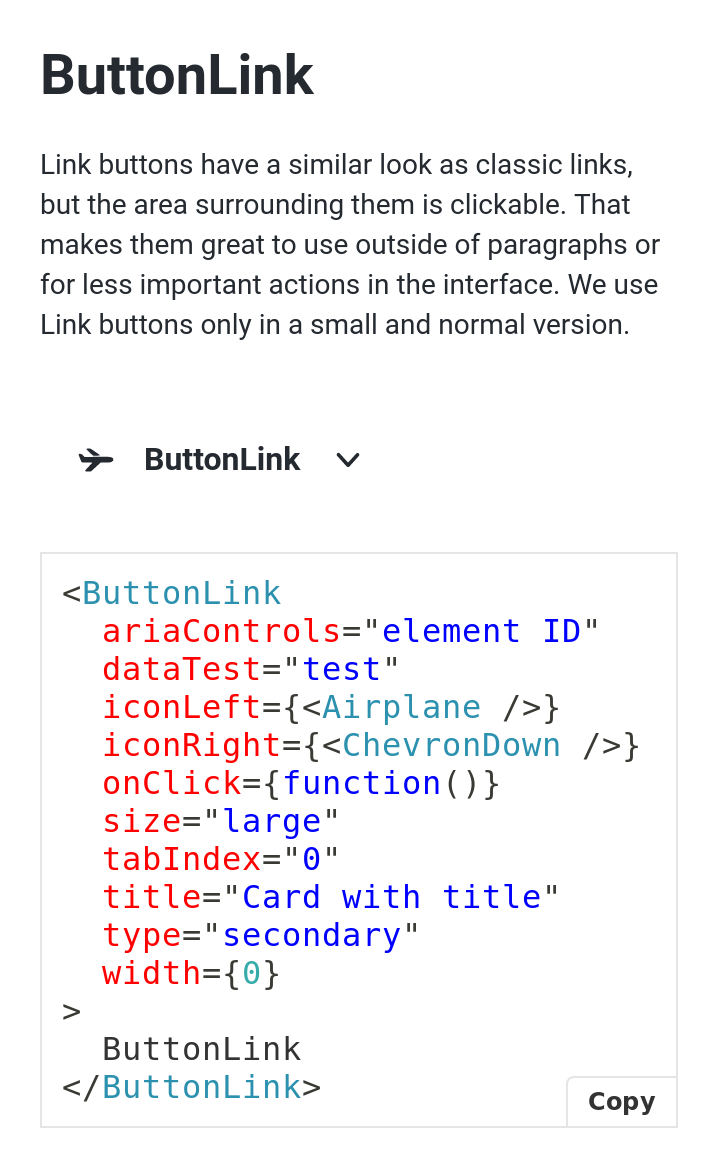 ButtonLink
Link buttons have a similar look as classic links,
but the area surrounding them is clickable. That
makes them great to use outside of paragraphs or
for less important actions in the interface. We use
Link buttons only in a small and normal version.
ButtonLink
<ButtonLink
  ariaControls="element ID"
  dataTest="test"
  iconLeft={<Airplane />}
  iconRight={<ChevronDown />}
  onClick={function()}
  size="large"
  tabIndex="0"
  title="Card with title"
  type="secondary"
  width={0}
>
  ButtonLink
</ButtonLink>
Copy